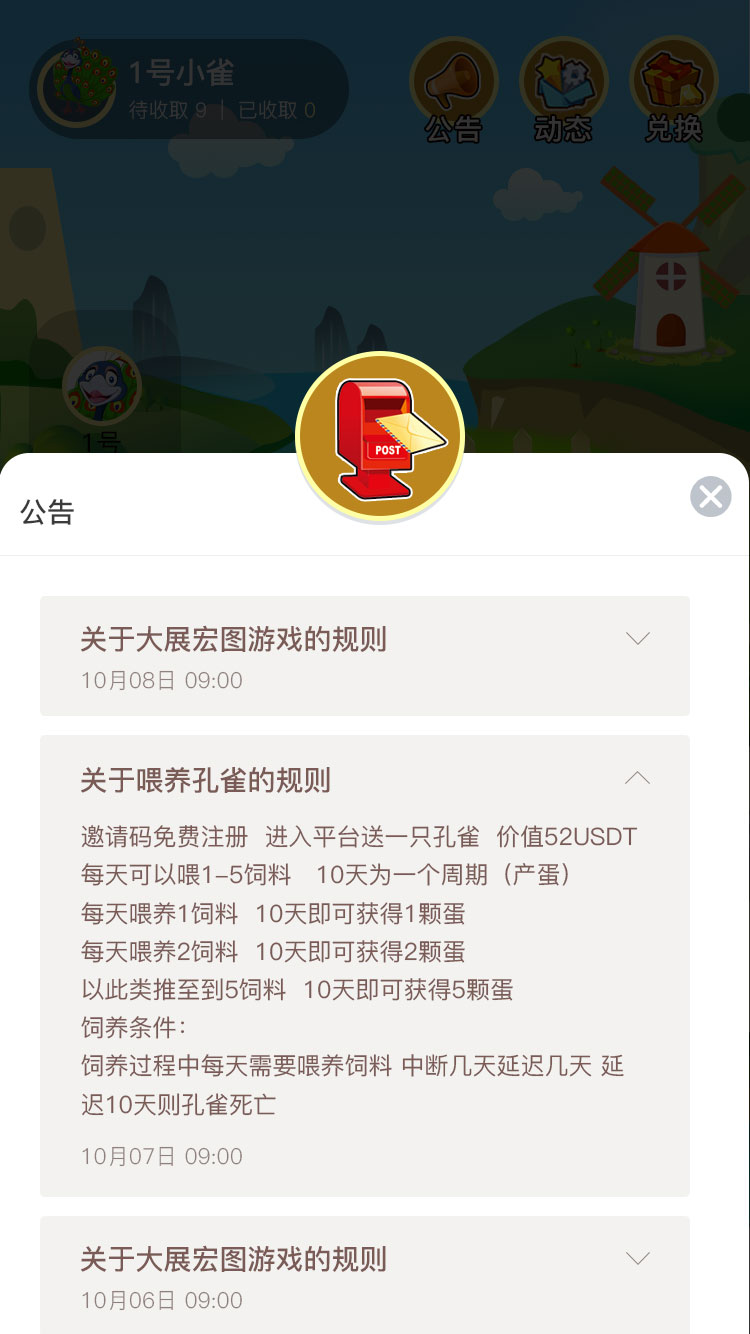 1号小雀
待收取 9 | 已收取 0
公告
动态
兑换
1号
POST
公告
关于大展宏图游戏的规则
10月08日 09:00
关于喂养孔雀的规则
邀请码免费注册 进入平台送一只孔雀 价值52USDT
每天可以喂1-5饲料 10天为一个周期（产蛋）
每天喂养1饲料 10天即可获得1颗蛋
每天喂养2饲料 10天即可获得2颗蛋
以此类推至到5饲料 10天即可获得5颗蛋
饲养条件：
饲养过程中每天需要喂养饲料 中断几天延迟几天 延
迟10天则孔雀死亡
10月07日 09:00
关于大展宏图游戏的规则
10月06日 09:00